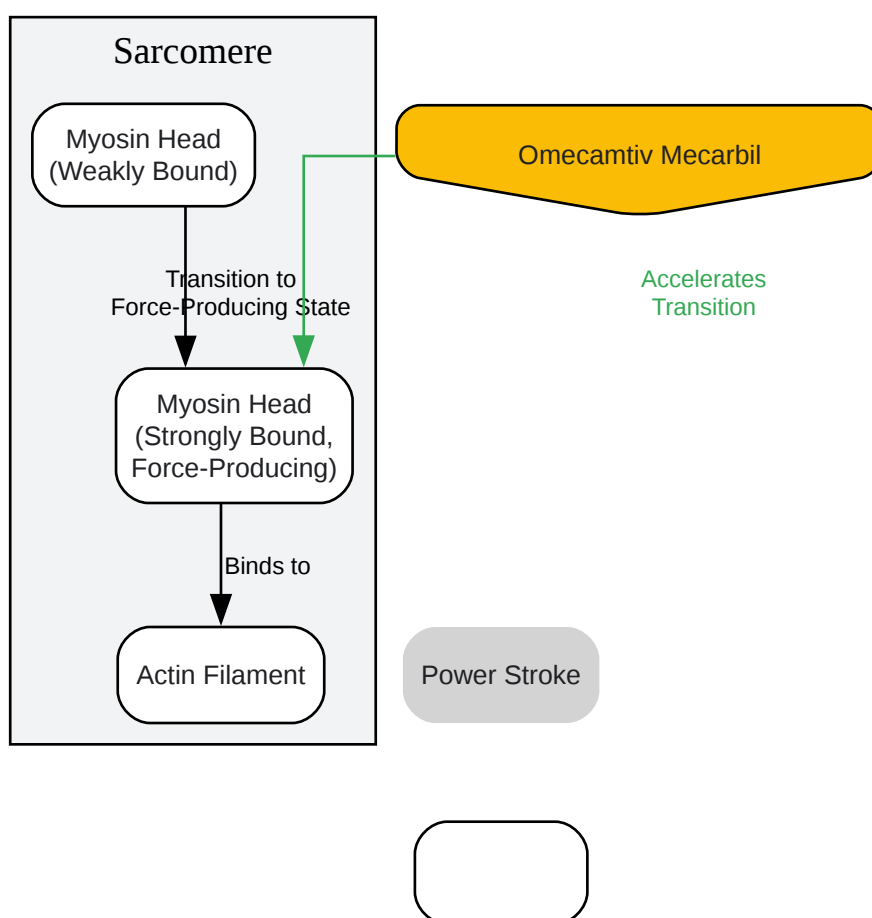 Sarcomere
Myosin Head
(Weakly Bound)
Omecamtiv Mecarbil
Transition to
Force-Producing State
Accelerates
Transition
Myosin Head
(Strongly Bound,
Force-Producing)
Binds to
Actin Filament
Power Stroke